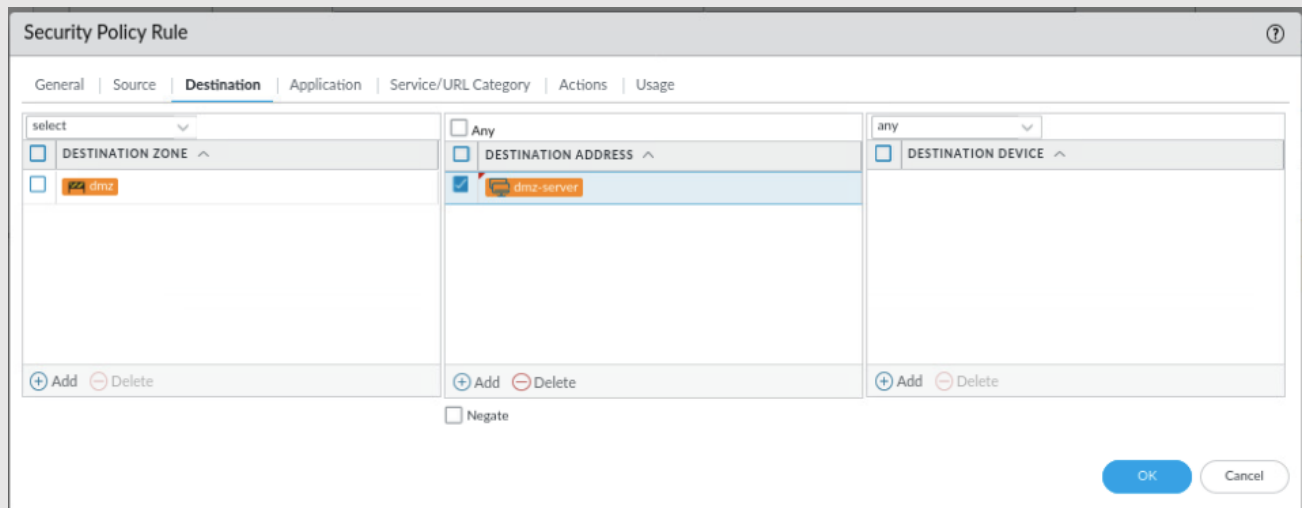 Security Policy Rule
General | Source | Destination | Application | Service/URL Category | Actions | Usage
select
Any
any
DESTINATION ZONE
DESTINATION ADDRESS
DESTINATION DEVICE
dmz
dmz-server
Add Delete
Add Delete
Add Delete
Negate
OK
Cancel